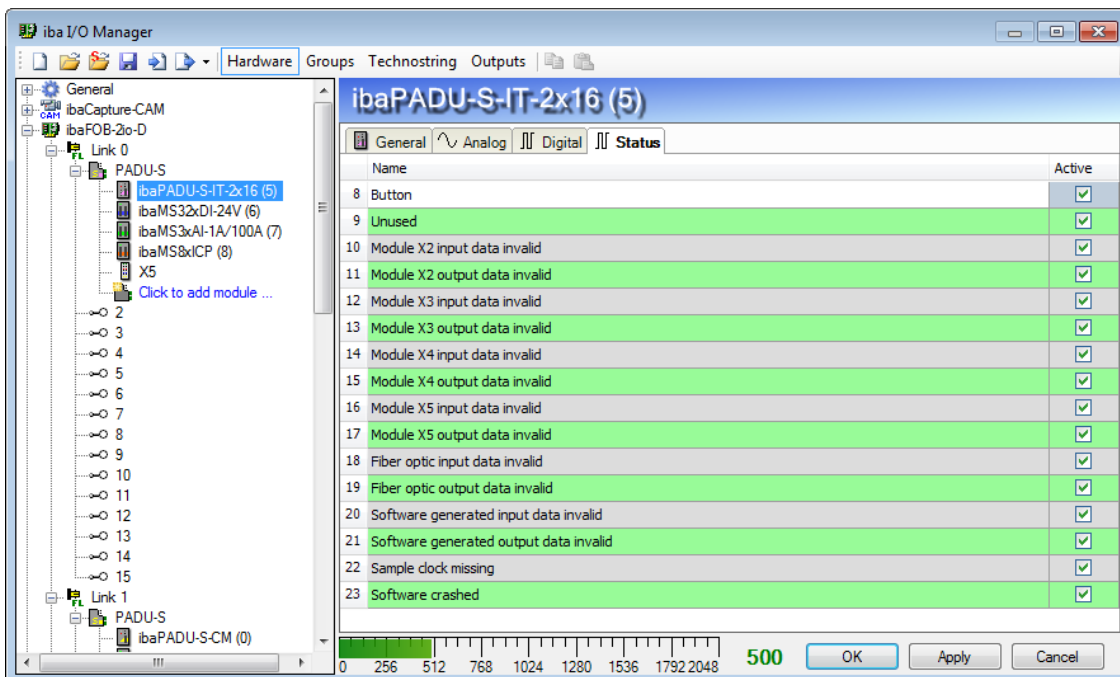 iba I/O Manager
Hardware Groups Technostring Outputs
General
ibaCapture-CAM
ibaFOB-2io-D
Link 0
PADU-S
ibaPADU-S-IT-2x16 (5)
ibaMS32xDI-24V (6)
ibaMS3xAI-1A/100A (7)
ibaMS8xICP (8)
X5
Click to add module ...
2
3
4
5
6
7
8
9
10
11
12
13
14
15
Link 1
PADU-S
ibaPADU-S-CM (0)
ibaPADU-S-IT-2x16 (5)
General Analog Digital Status
Name Active
8 Button
9 Unused
10 Module X2 input data invalid
11 Module X2 output data invalid
12 Module X3 input data invalid
13 Module X3 output data invalid
14 Module X4 input data invalid
15 Module X4 output data invalid
16 Module X5 input data invalid
17 Module X5 output data invalid
18 Fiber optic input data invalid
19 Fiber optic output data invalid
20 Software generated input data invalid
21 Software generated output data invalid
22 Sample clock missing
23 Software crashed
0 256 512 768 1024 1280 1536 1792 2048 500 OK Apply Cancel